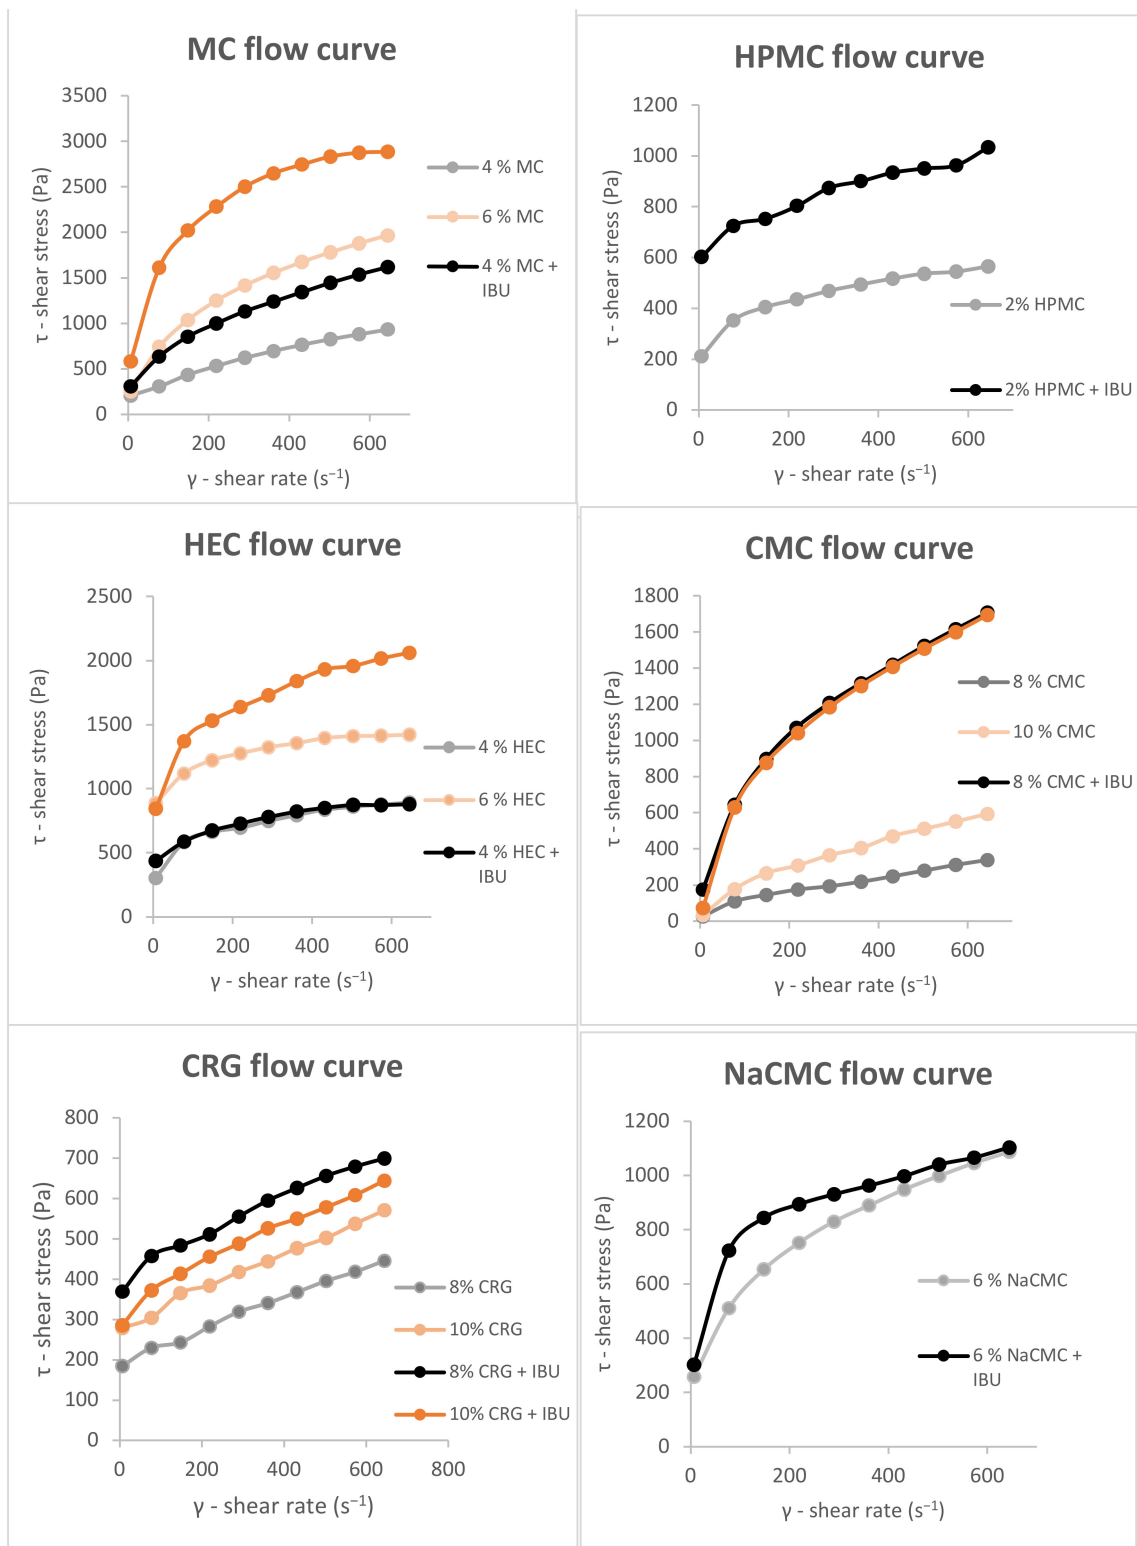 MC flow curve
3500
3000
2500
2000
1500
1000
500
0
0 200 400 600
τ - shear stress (Pa)
γ - shear rate (s⁻¹)
4 % MC
6 % MC
4 % MC +
IBU
HPMC flow curve
1200
1000
800
600
400
200
0
0 200 400 600
τ - shear stress (Pa)
γ - shear rate (s⁻¹)
2% HPMC
2% HPMC + IBU
HEC flow curve
2500
2000
1500
1000
500
0
0 200 400 600
τ - shear stress (Pa)
γ - shear rate (s⁻¹)
4 % HEC
6 % HEC
4 % HEC +
IBU
CMC flow curve
1800
1600
1400
1200
1000
800
600
400
200
0
0 200 400 600
τ - shear stress (Pa)
γ - shear rate (s⁻¹)
8 % CMC
10 % CMC
8 % CMC + IBU
CRG flow curve
800
700
600
500
400
300
200
100
0
0 200 400 600 800
τ - shear stress (Pa)
γ - shear rate (s⁻¹)
8% CRG
10% CRG
8% CRG + IBU
10% CRG + IBU
NaCMC flow curve
1200
1000
800
600
400
200
0
0 200 400 600
τ - shear stress (Pa)
γ - shear rate (s⁻¹)
6 % NaCMC
6 % NaCMC +
IBU